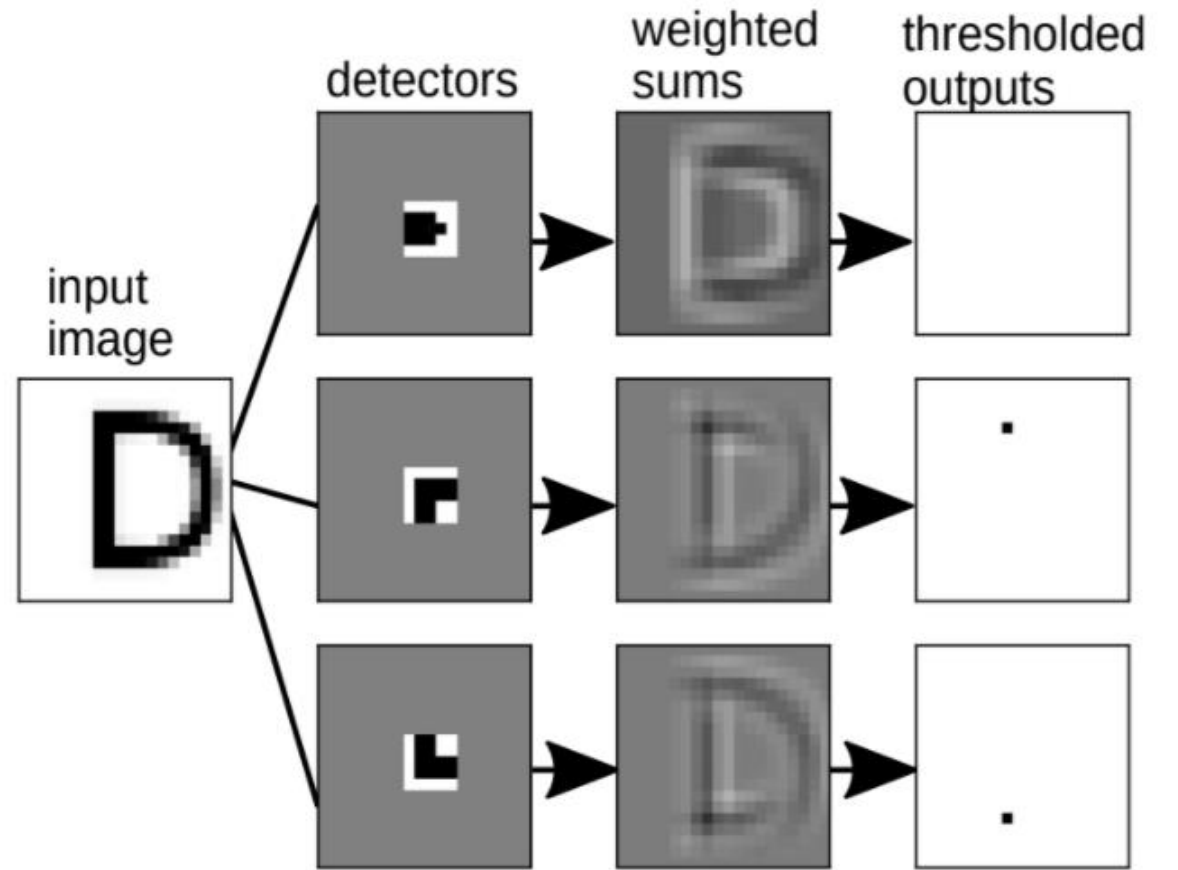 detectors
weighted
sums
thresholded
outputs
input
image
D